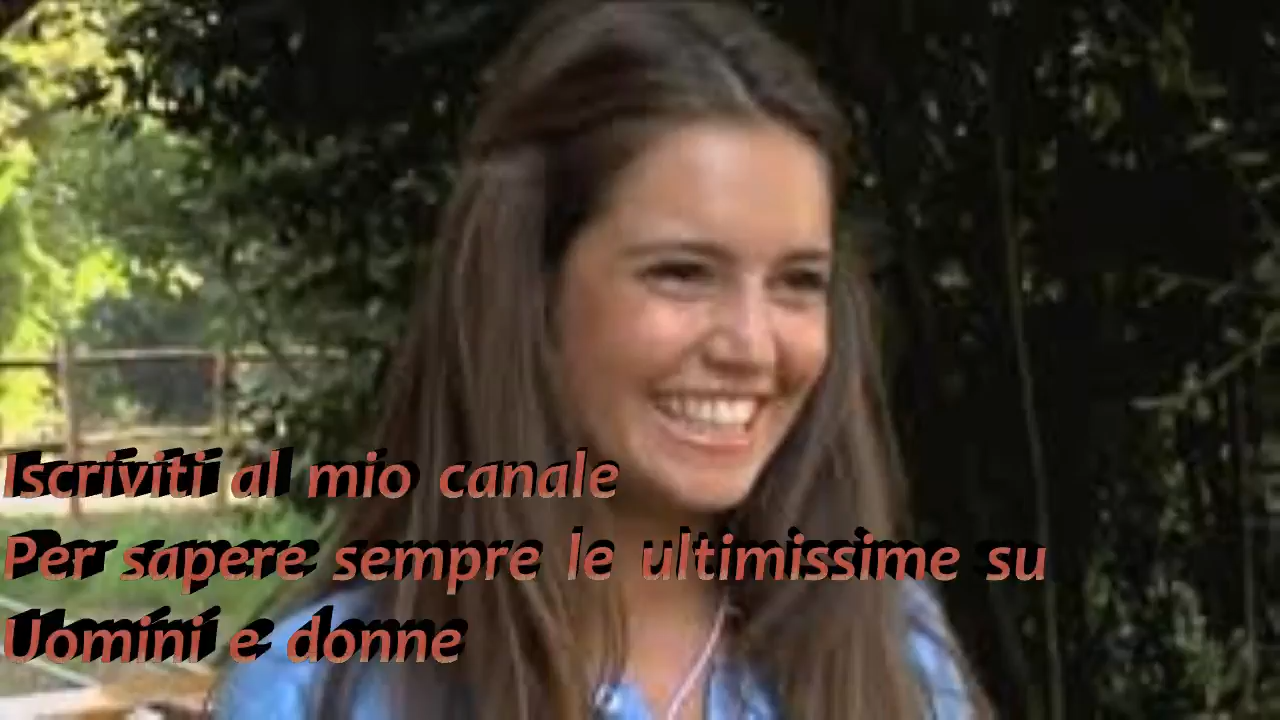 Iscriviti al mio canale
Per sapere sempre le ultimissime su
Uomini e donne